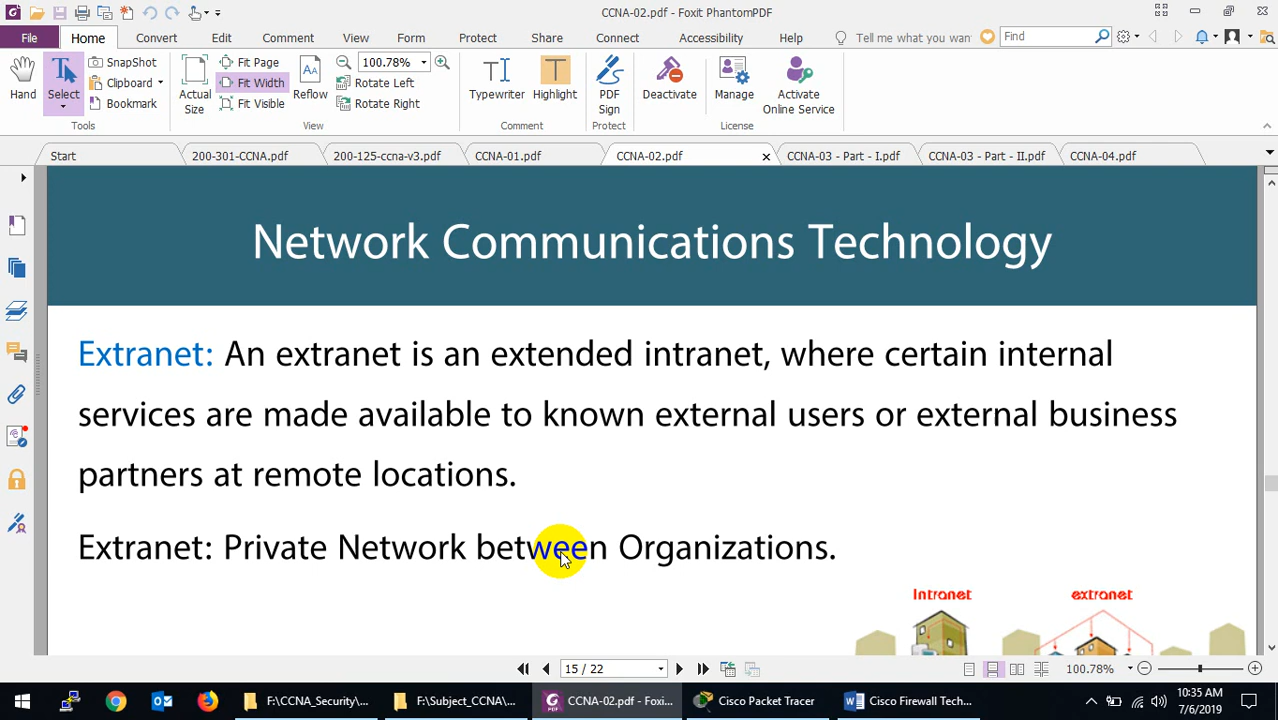 CCNA-02.pdf - Foxit PhantomPDF
File Home Convert Edit Comment View Form Protect Share Connect Accessibility Help Tell me what you want... Find
Hand
Select
SnapShot
Clipboard
Bookmark
Tools
Actual Size
Fit Page
Fit Width
Fit Visible
Reflow
100.78%
Rotate Left
Rotate Right
View
Typewriter
Highlight
Comment
PDF Sign
Protect
Deactivate
Manage
License
Activate Online Service
Start 200-301-CCNA.pdf 200-125-ccna-v3.pdf CCNA-01.pdf CCNA-02.pdf CCNA-03 - Part - I.pdf CCNA-03 - Part - II.pdf CCNA-04.pdf
Network Communications Technology
Extranet: An extranet is an extended intranet, where certain internal
services are made available to known external users or external business
partners at remote locations.
Extranet: Private Network between Organizations.
Intranet extranet
15 / 22
100.78%
F:\CCNA_Security\... F:\Subject_CCNA\... CCNA-02.pdf - Foxi... Cisco Packet Tracer Cisco Firewall Tech...
10:35 AM
7/6/2019